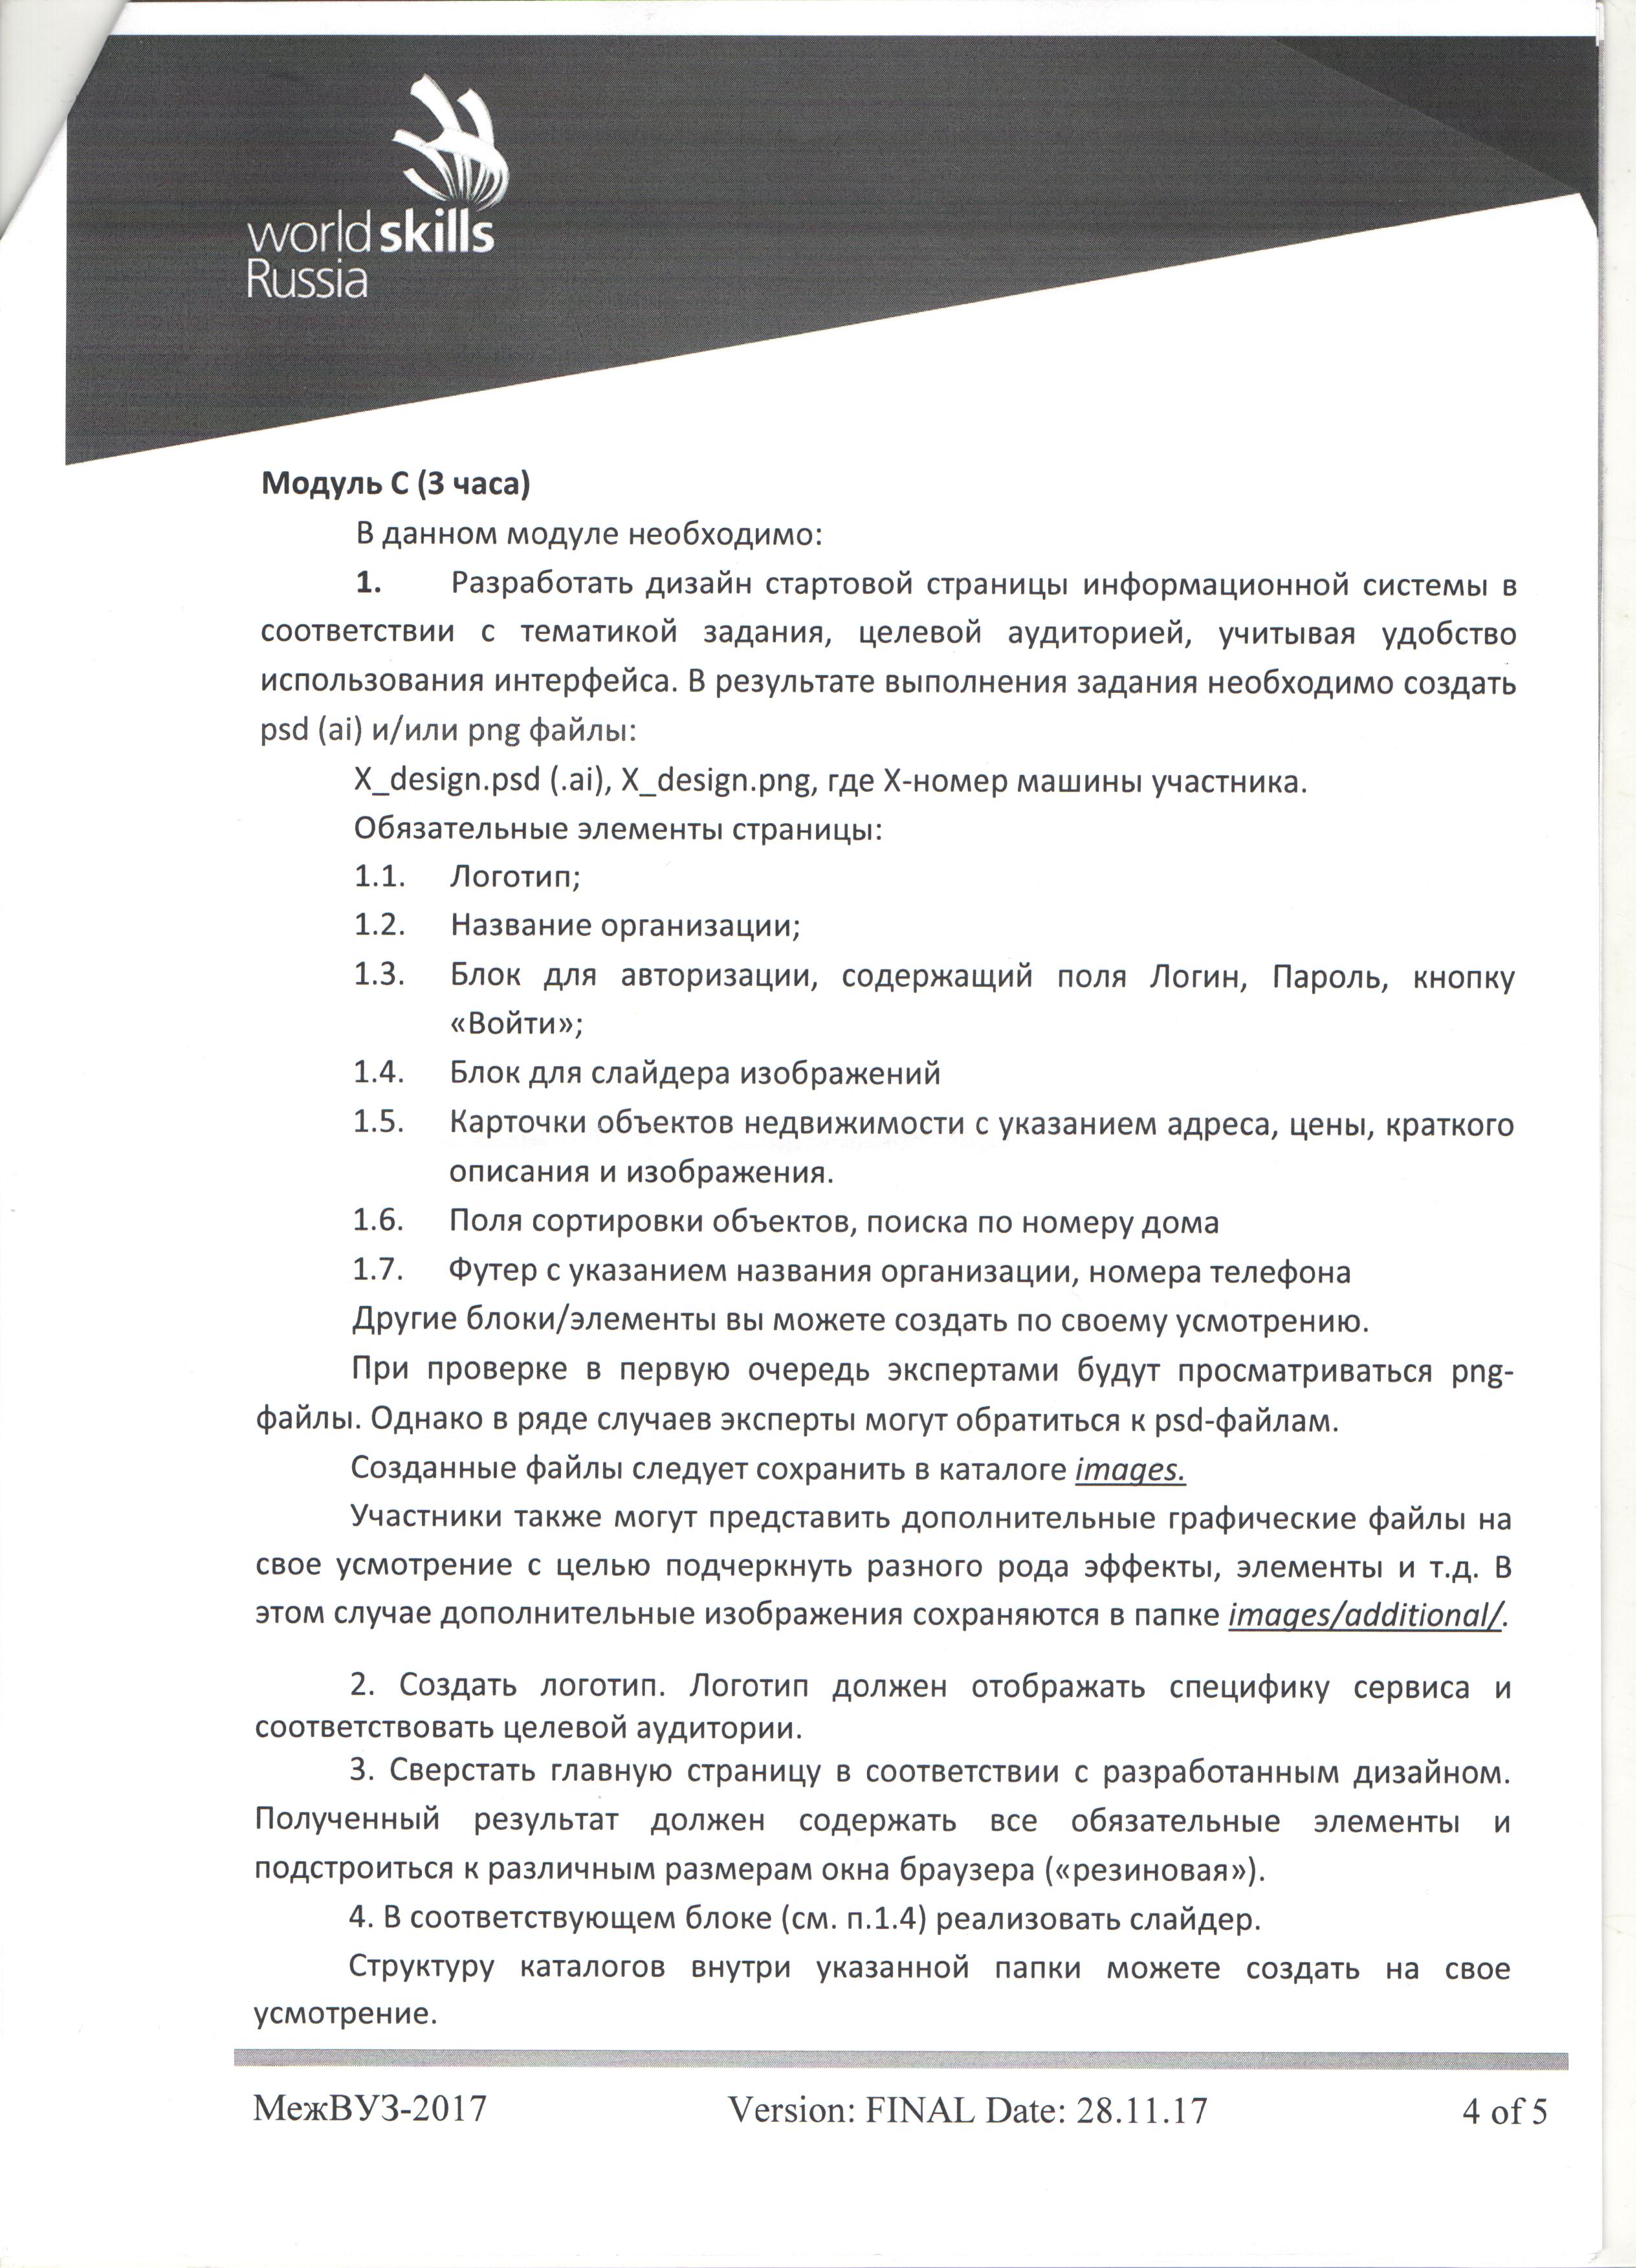 world skills
Russia
Модуль С (3 часа)
В данном модуле необходимо:
1. Разработать дизайн стартовой страницы информационной системы в
соответствии с тематикой задания, целевой аудиторией, учитывая удобство
использования интерфейса. В результате выполнения задания необходимо создать
psd (ai) и/или png файлы:
X_design.psd (.ai), X_design.png, где Х-номер машины участника.
Обязательные элементы страницы:
1.1. Логотип;
1.2. Название организации;
1.3. Блок для авторизации, содержащий поля Логин, Пароль, кнопку
«Войти»;
1.4. Блок для слайдера изображений
1.5. Карточки объектов недвижимости с указанием адреса, цены, краткого
описания и изображения.
1.6. Поля сортировки объектов, поиска по номеру дома
1.7. Футер с указанием названия организации, номера телефона
Другие блоки/элементы вы можете создать по своему усмотрению.
При проверке в первую очередь экспертами будут просматриваться png-
файлы. Однако в ряде случаев эксперты могут обратиться к psd-файлам.
Созданные файлы следует сохранить в каталоге images.
Участники также могут представить дополнительные графические файлы на
свое усмотрение с целью подчеркнуть разного рода эффекты, элементы и т.д. В
этом случае дополнительные изображения сохраняются в папке images/additional/.
2. Создать логотип. Логотип должен отображать специфику сервиса и
соответствовать целевой аудитории.
3. Сверстать главную страницу в соответствии с разработанным дизайном.
Полученный результат должен содержать все обязательные элементы и
подстроиться к различным размерам окна браузера («резиновая»).
4. В соответствующем блоке (см. п.1.4) реализовать слайдер.
Структуру каталогов внутри указанной папки можете создать на свое
усмотрение.
МежВУЗ-2017 Version: FINAL Date: 28.11.17 4 of 5